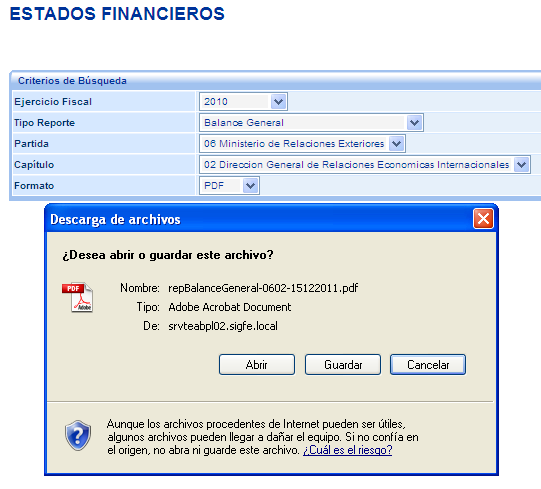 ESTADOS FINANCIEROS
Criterios de Búsqueda
Ejercicio Fiscal 2010
Tipo Reporte Balance General
Partida 06 Ministerio de Relaciones Exteriores
Capítulo 02 Direccion General de Relaciones Economicas Internacionales
Formato PDF
Descarga de archivos
¿Desea abrir o guardar este archivo?
PDF
Adobe
Nombre: repBalanceGeneral-0602-15122011.pdf
Tipo: Adobe Acrobat Document
De: srvteabpl02.sigfe.local
Abrir Guardar Cancelar
Aunque los archivos procedentes de Internet pueden ser útiles,
algunos archivos pueden llegar a dañar el equipo. Si no confía en
el origen, no abra ni guarde este archivo. ¿Cuál es el riesgo?